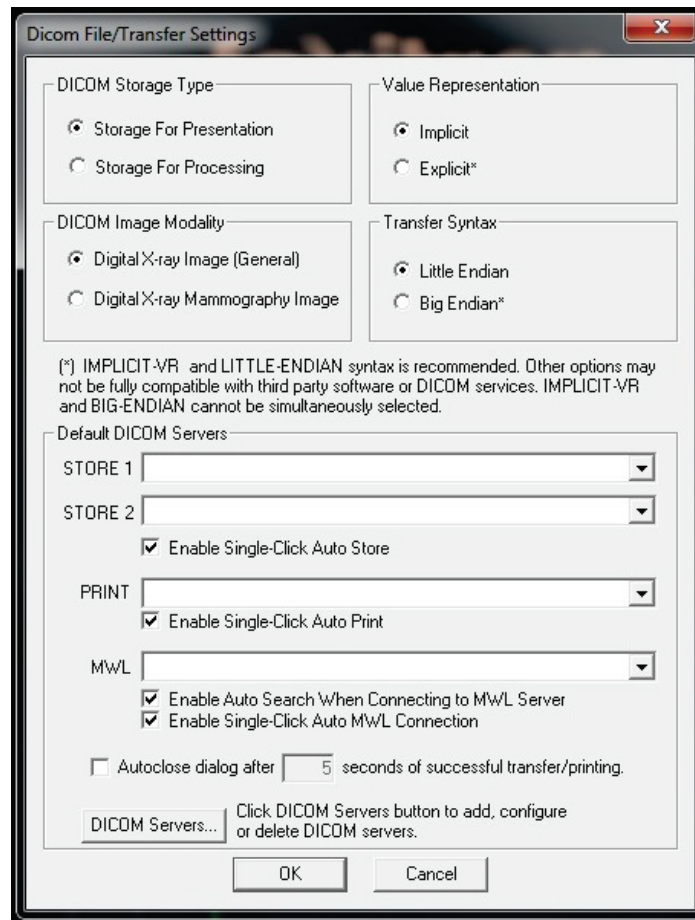 Dicom File/Transfer Settings
DICOM Storage Type
Storage For Presentation
Storage For Processing
Value Representation
Implicit
Explicit*
DICOM Image Modality
Digital X-ray Image (General)
Digital X-ray Mammography Image
Transfer Syntax
Little Endian
Big Endian*
(*) IMPLICIT-VR and LITTLE-ENDIAN syntax is recommended. Other options may
not be fully compatible with third party software or DICOM services. IMPLICIT-VR
and BIG-ENDIAN cannot be simultaneously selected.
Default DICOM Servers
STORE 1
STORE 2
Enable Single-Click Auto Store
PRINT
Enable Single-Click Auto Print
MWL
Enable Auto Search When Connecting to MWL Server
Enable Single-Click Auto MWL Connection
Autoclose dialog after 5 seconds of successful transfer/printing.
DICOM Servers...
Click DICOM Servers button to add, configure
or delete DICOM servers.
OK
Cancel